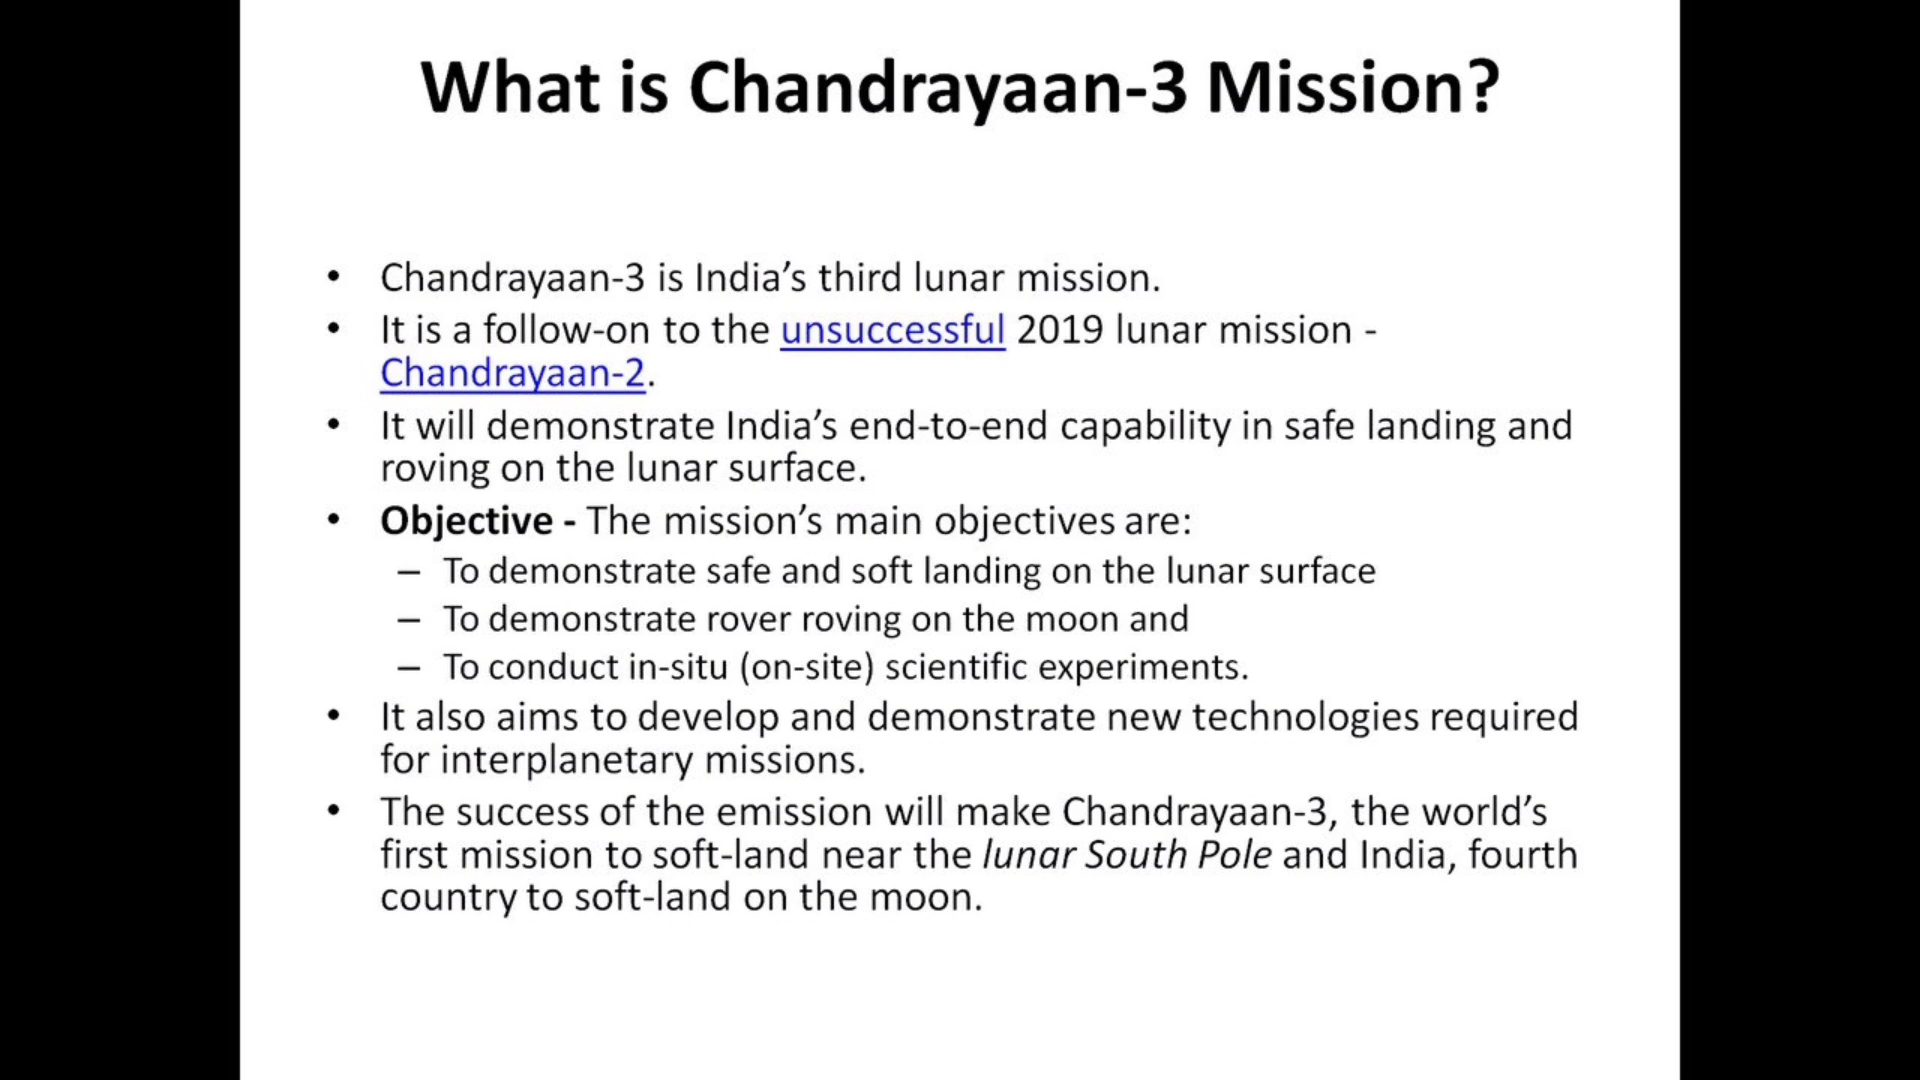 What is Chandrayaan-3 Mission?
• Chandrayaan-3 is India’s third lunar mission.
• It is a follow-on to the unsuccessful 2019 lunar mission -
Chandrayaan-2.
• It will demonstrate India’s end-to-end capability in safe landing and
roving on the lunar surface.
• Objective - The mission’s main objectives are:
– To demonstrate safe and soft landing on the lunar surface
– To demonstrate rover roving on the moon and
– To conduct in-situ (on-site) scientific experiments.
• It also aims to develop and demonstrate new technologies required
for interplanetary missions.
• The success of the emission will make Chandrayaan-3, the world’s
first mission to soft-land near the lunar South Pole and India, fourth
country to soft-land on the moon.